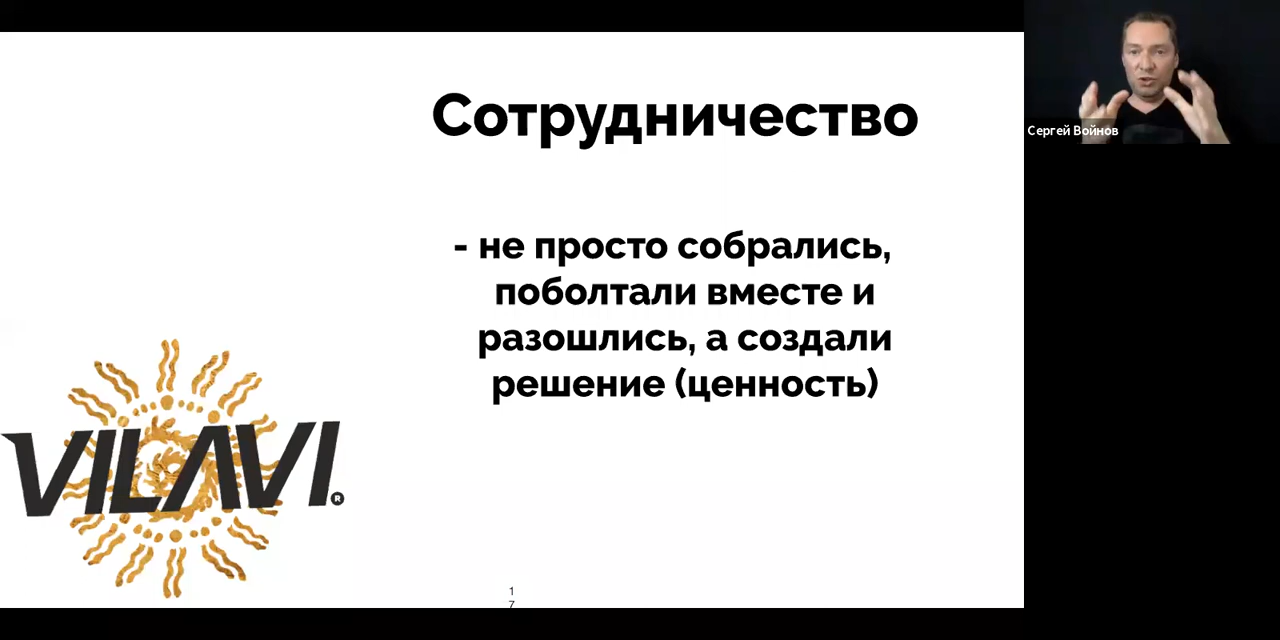 Сотрудничество
- не просто собрались,
поболтали вместе и
разошлись, а создали
решение (ценность)
VILAVI
®
1
7
Сергей Войнов